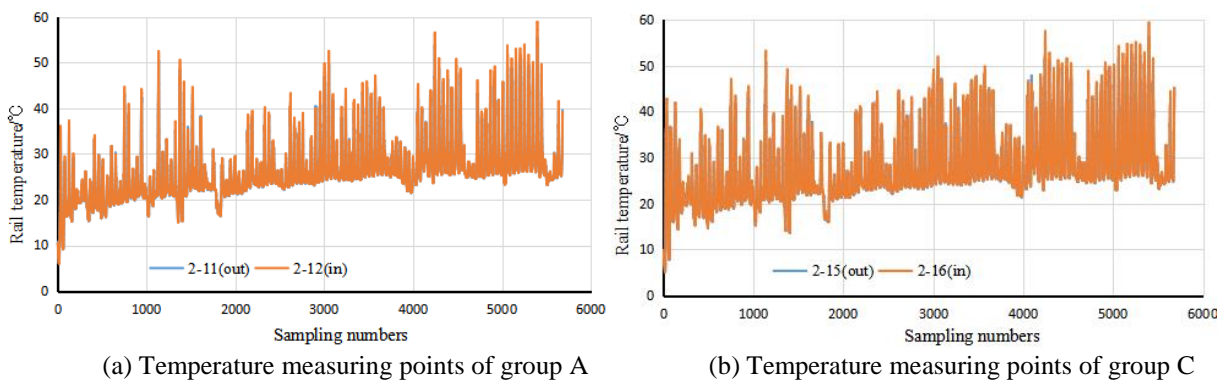 60
50
40
30
20
10
0
Rail temperature/°C
2-11(out)
2-12(in)
0 1000 2000 3000 4000 5000 6000
Sampling numbers
(a) Temperature measuring points of group A
60
50
40
30
20
10
0
Rail temperature/°C
2-15(out)
2-16(in)
0 1000 2000 3000 4000 5000 6000
Sampling numbers
(b) Temperature measuring points of group C